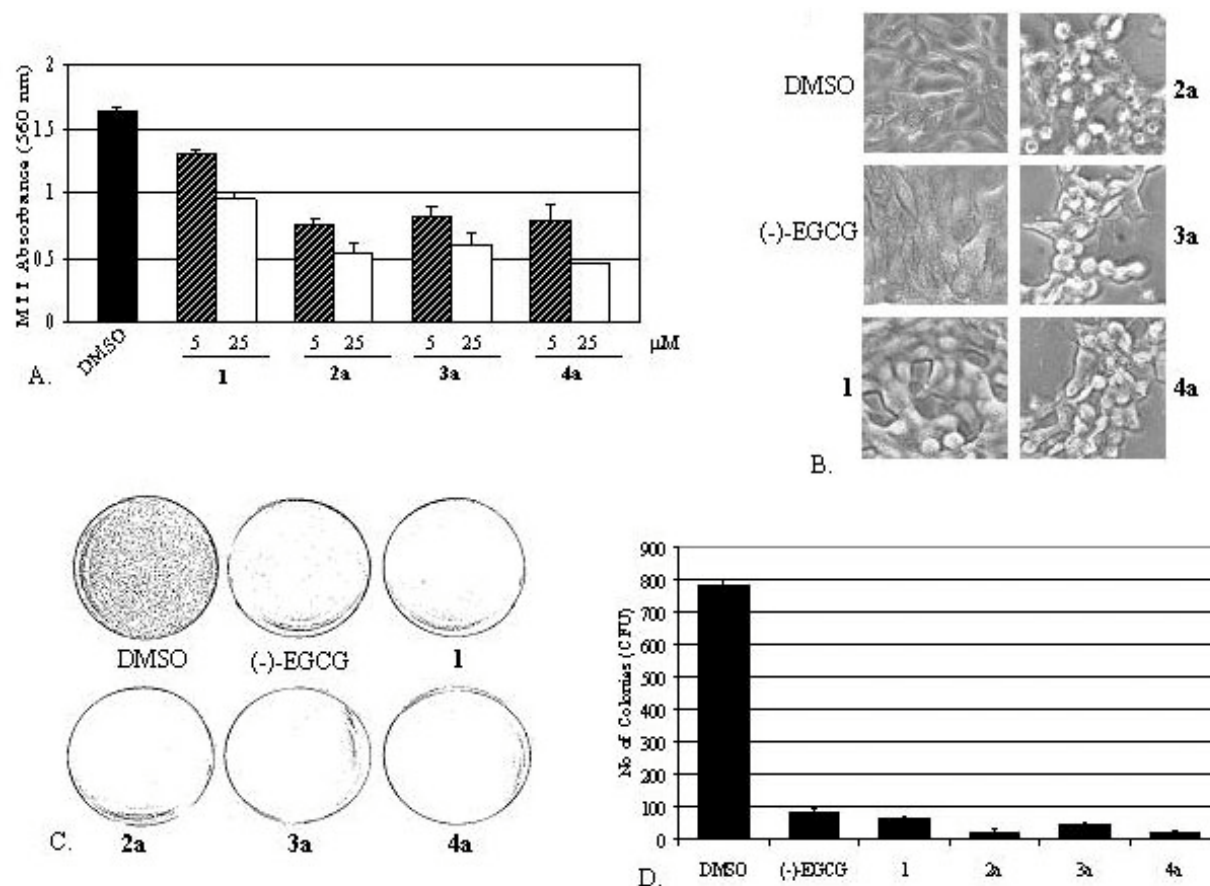 MTT Absorbance (560 nm)
2
1.5
1
0.5
0
DMSO
5 25 5 25 5 25 5 25 µM
1 2a 3a 4a
A.
DMSO
2a
(-)-EGCG
3a
1
4a
B.
DMSO (-)-EGCG 1
2a 3a 4a
C.
No of Colonies (CFU)
900
800
700
600
500
400
300
200
100
0
DMSO (-)-EGCG 1 2a 3a 4a
D.